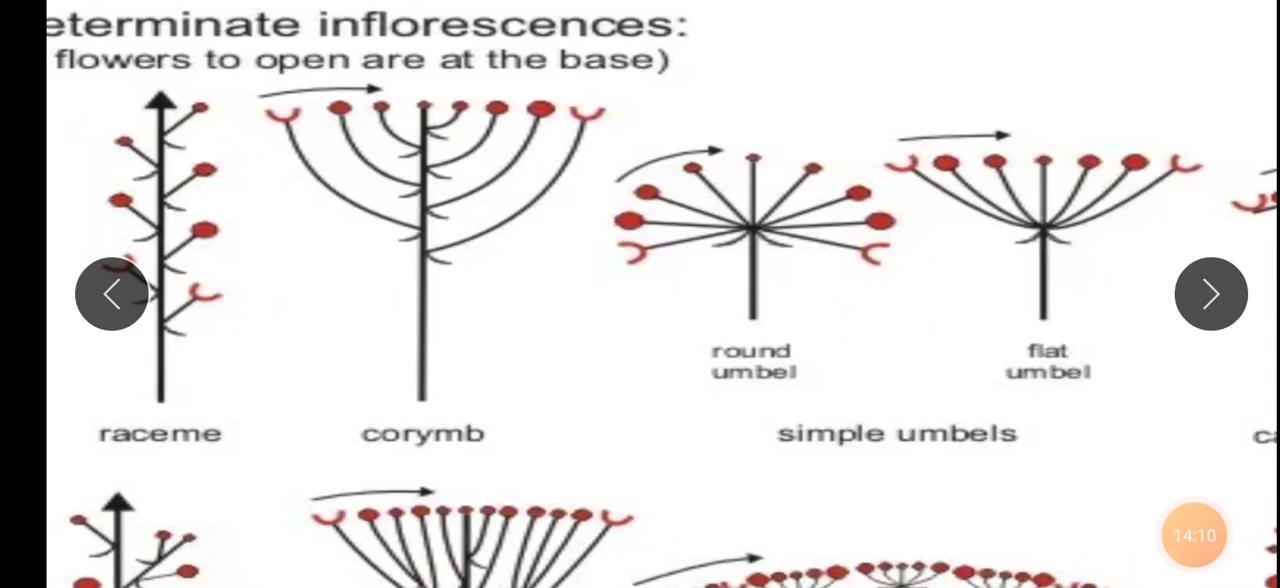 eterminate inflorescences:
flowers to open are at the base)
round
umbel
flat
umbel
raceme
corymb
simple umbels
14:10